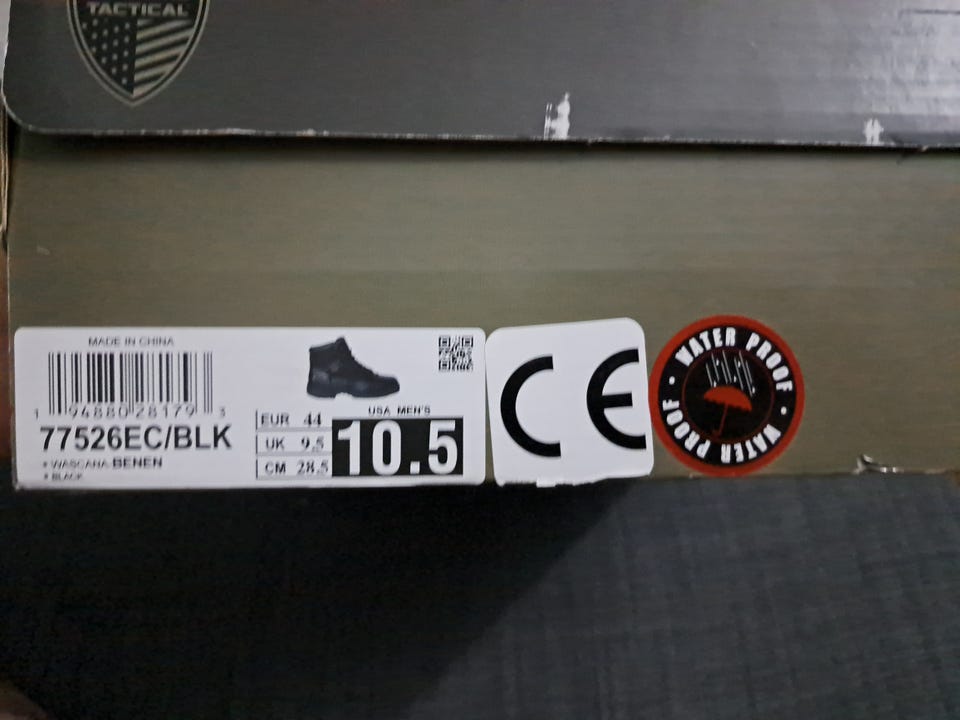 TACTICAL
MADE IN CHINA
1 94880 28179 3
77526EC/BLK
* WASCANA BENEN
* BLACK
EUR 44
UK 9.5
CM 28.5
USA MEN'S
10.5
CE
WATER PROOF • WATER PROOF •